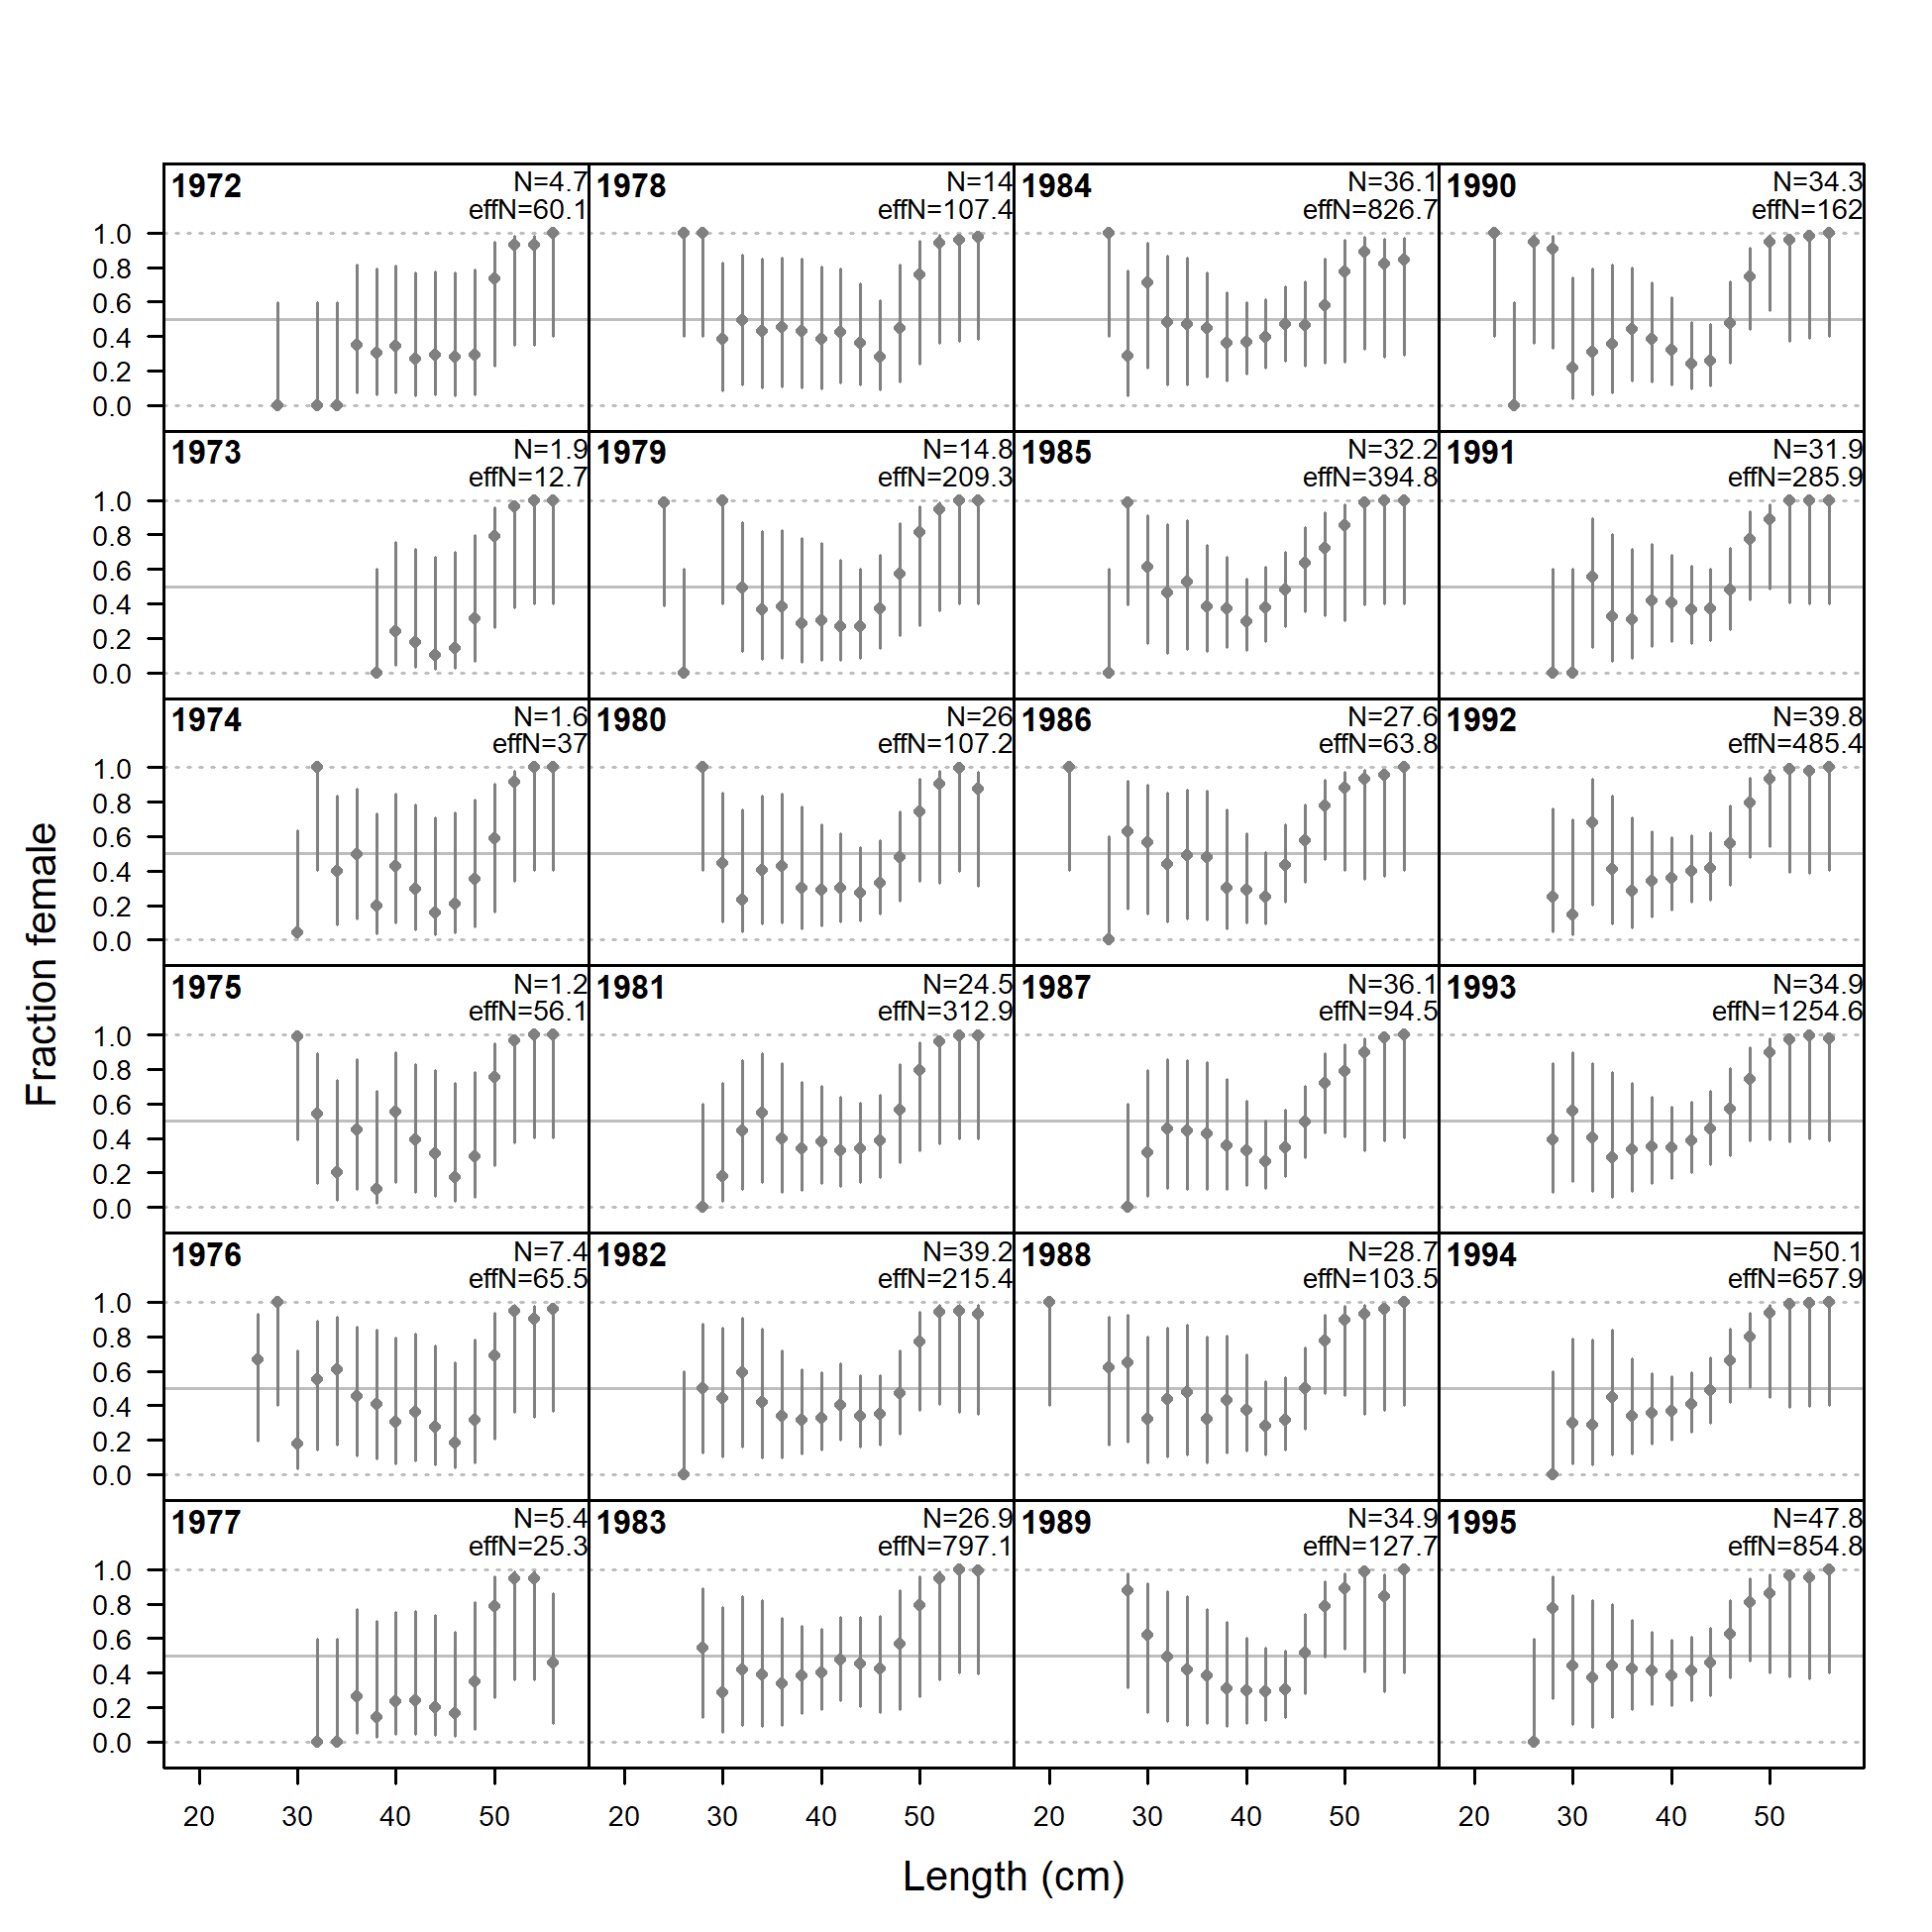 1972 N=4.7 1978 N=14 1984 N=36.1 1990 N=34.3
effN=60.1 effN=107.4 effN=826.7 effN=162
1.0
0.8
0.6
0.4
0.2
0.0
1973 N=1.9 1979 N=14.8 1985 N=32.2 1991 N=31.9
effN=12.7 effN=209.3 effN=394.8 effN=285.9
1.0
0.8
0.6
0.4
0.2
0.0
1974 N=1.6 1980 N=26 1986 N=27.6 1992 N=39.8
effN=37 effN=107.2 effN=63.8 effN=485.4
1.0
0.8
0.6
0.4
0.2
0.0
Fraction female
1975 N=1.2 1981 N=24.5 1987 N=36.1 1993 N=34.9
effN=56.1 effN=312.9 effN=94.5 effN=1254.6
1.0
0.8
0.6
0.4
0.2
0.0
1976 N=7.4 1982 N=39.2 1988 N=28.7 1994 N=50.1
effN=65.5 effN=215.4 effN=103.5 effN=657.9
1.0
0.8
0.6
0.4
0.2
0.0
1977 N=5.4 1983 N=26.9 1989 N=34.9 1995 N=47.8
effN=25.3 effN=797.1 effN=127.7 effN=854.8
1.0
0.8
0.6
0.4
0.2
0.0
20 30 40 50 20 30 40 50 20 30 40 50 20 30 40 50
Length (cm)